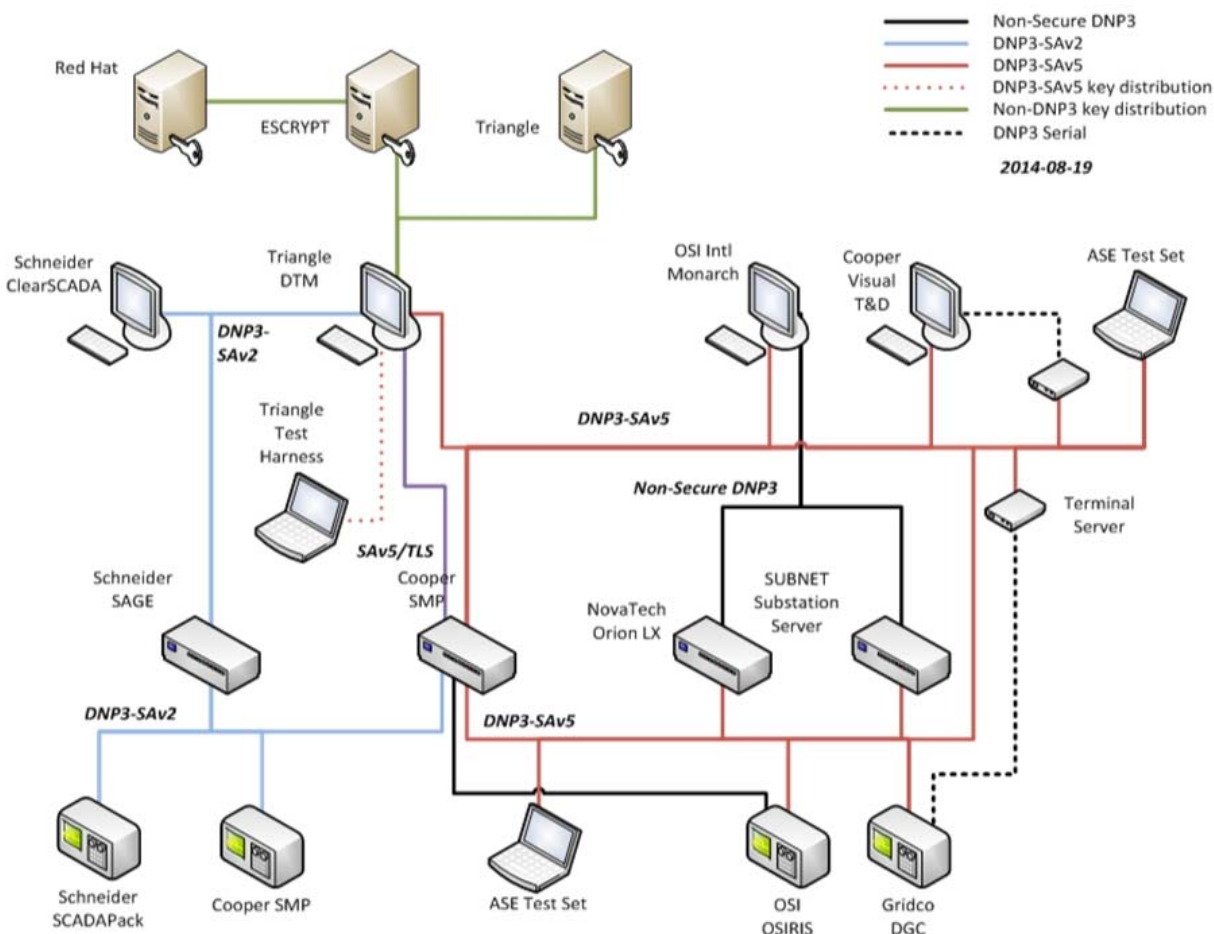 Non-Secure DNP3
DNP3-SAv2
DNP3-SAv5
DNP3-SAv5 key distribution
Non-DNP3 key distribution
DNP3 Serial
2014-08-19
Red Hat
ESCRYPT
Triangle
Schneider
ClearSCADA
Triangle
DTM
OSI Intl
Monarch
Cooper
Visual
T&D
ASE Test Set
DNP3-
SAv2
Triangle
Test
Harness
DNP3-SAv5
Non-Secure DNP3
Terminal
Server
SAv5/TLS
Schneider
SAGE
Cooper
SMP
NovaTech
Orion LX
SUBNET
Substation
Server
DNP3-SAv2
DNP3-SAv5
Schneider
SCADAPack
Cooper SMP
ASE Test Set
OSI
OSIRIS
Gridco
DGC